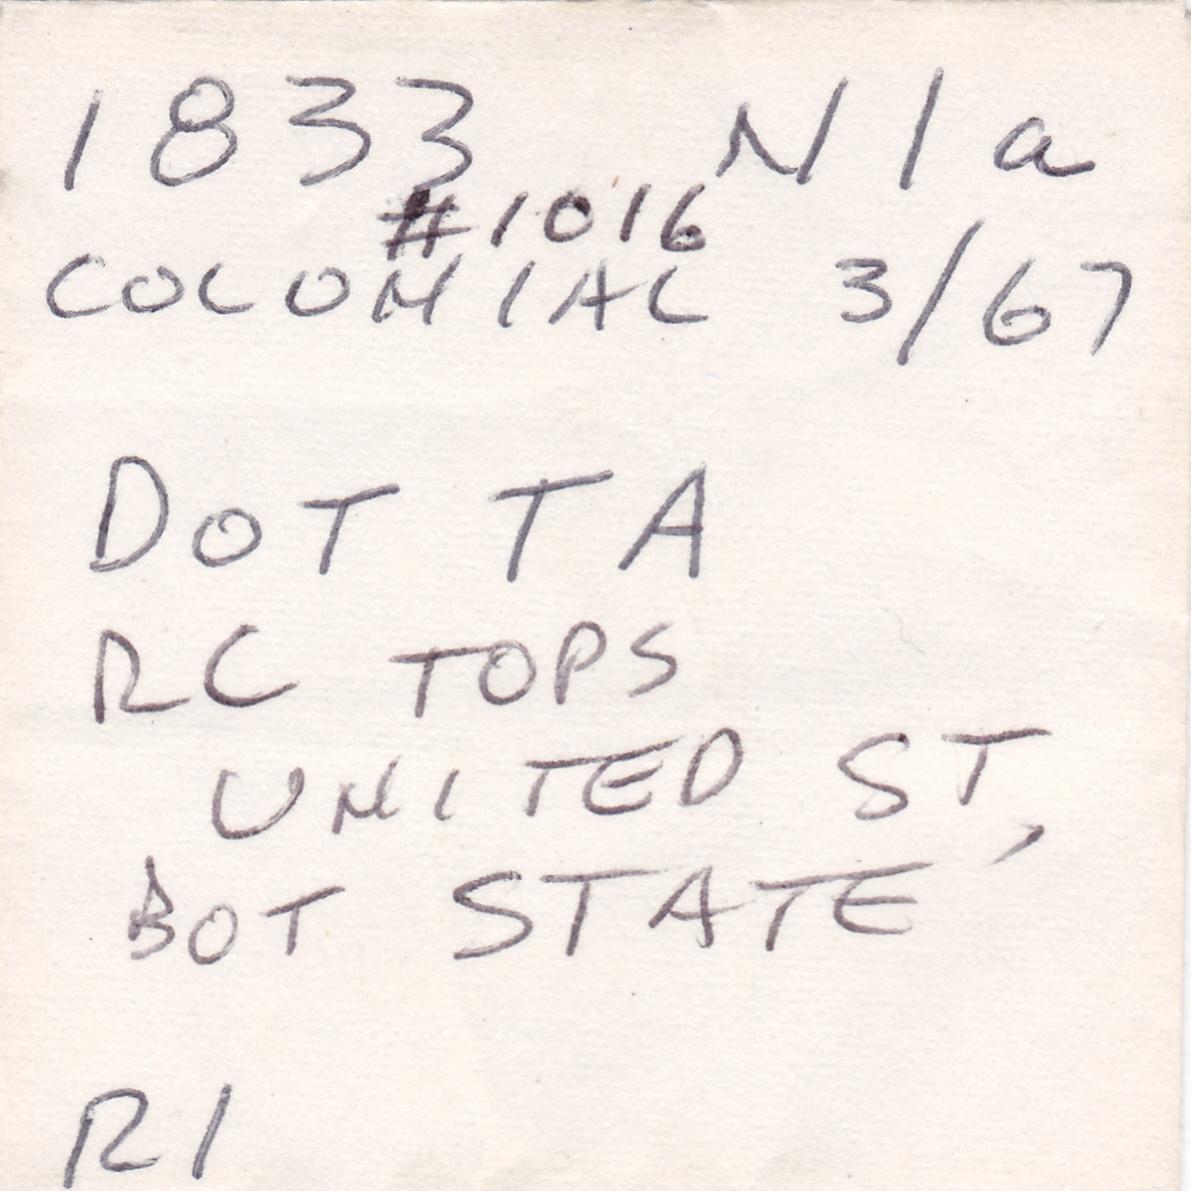 1833 N1a
#1016
COLONIAL 3/67
DOT TA
RC TOPS
UNITED ST,
BOT STATE
R1